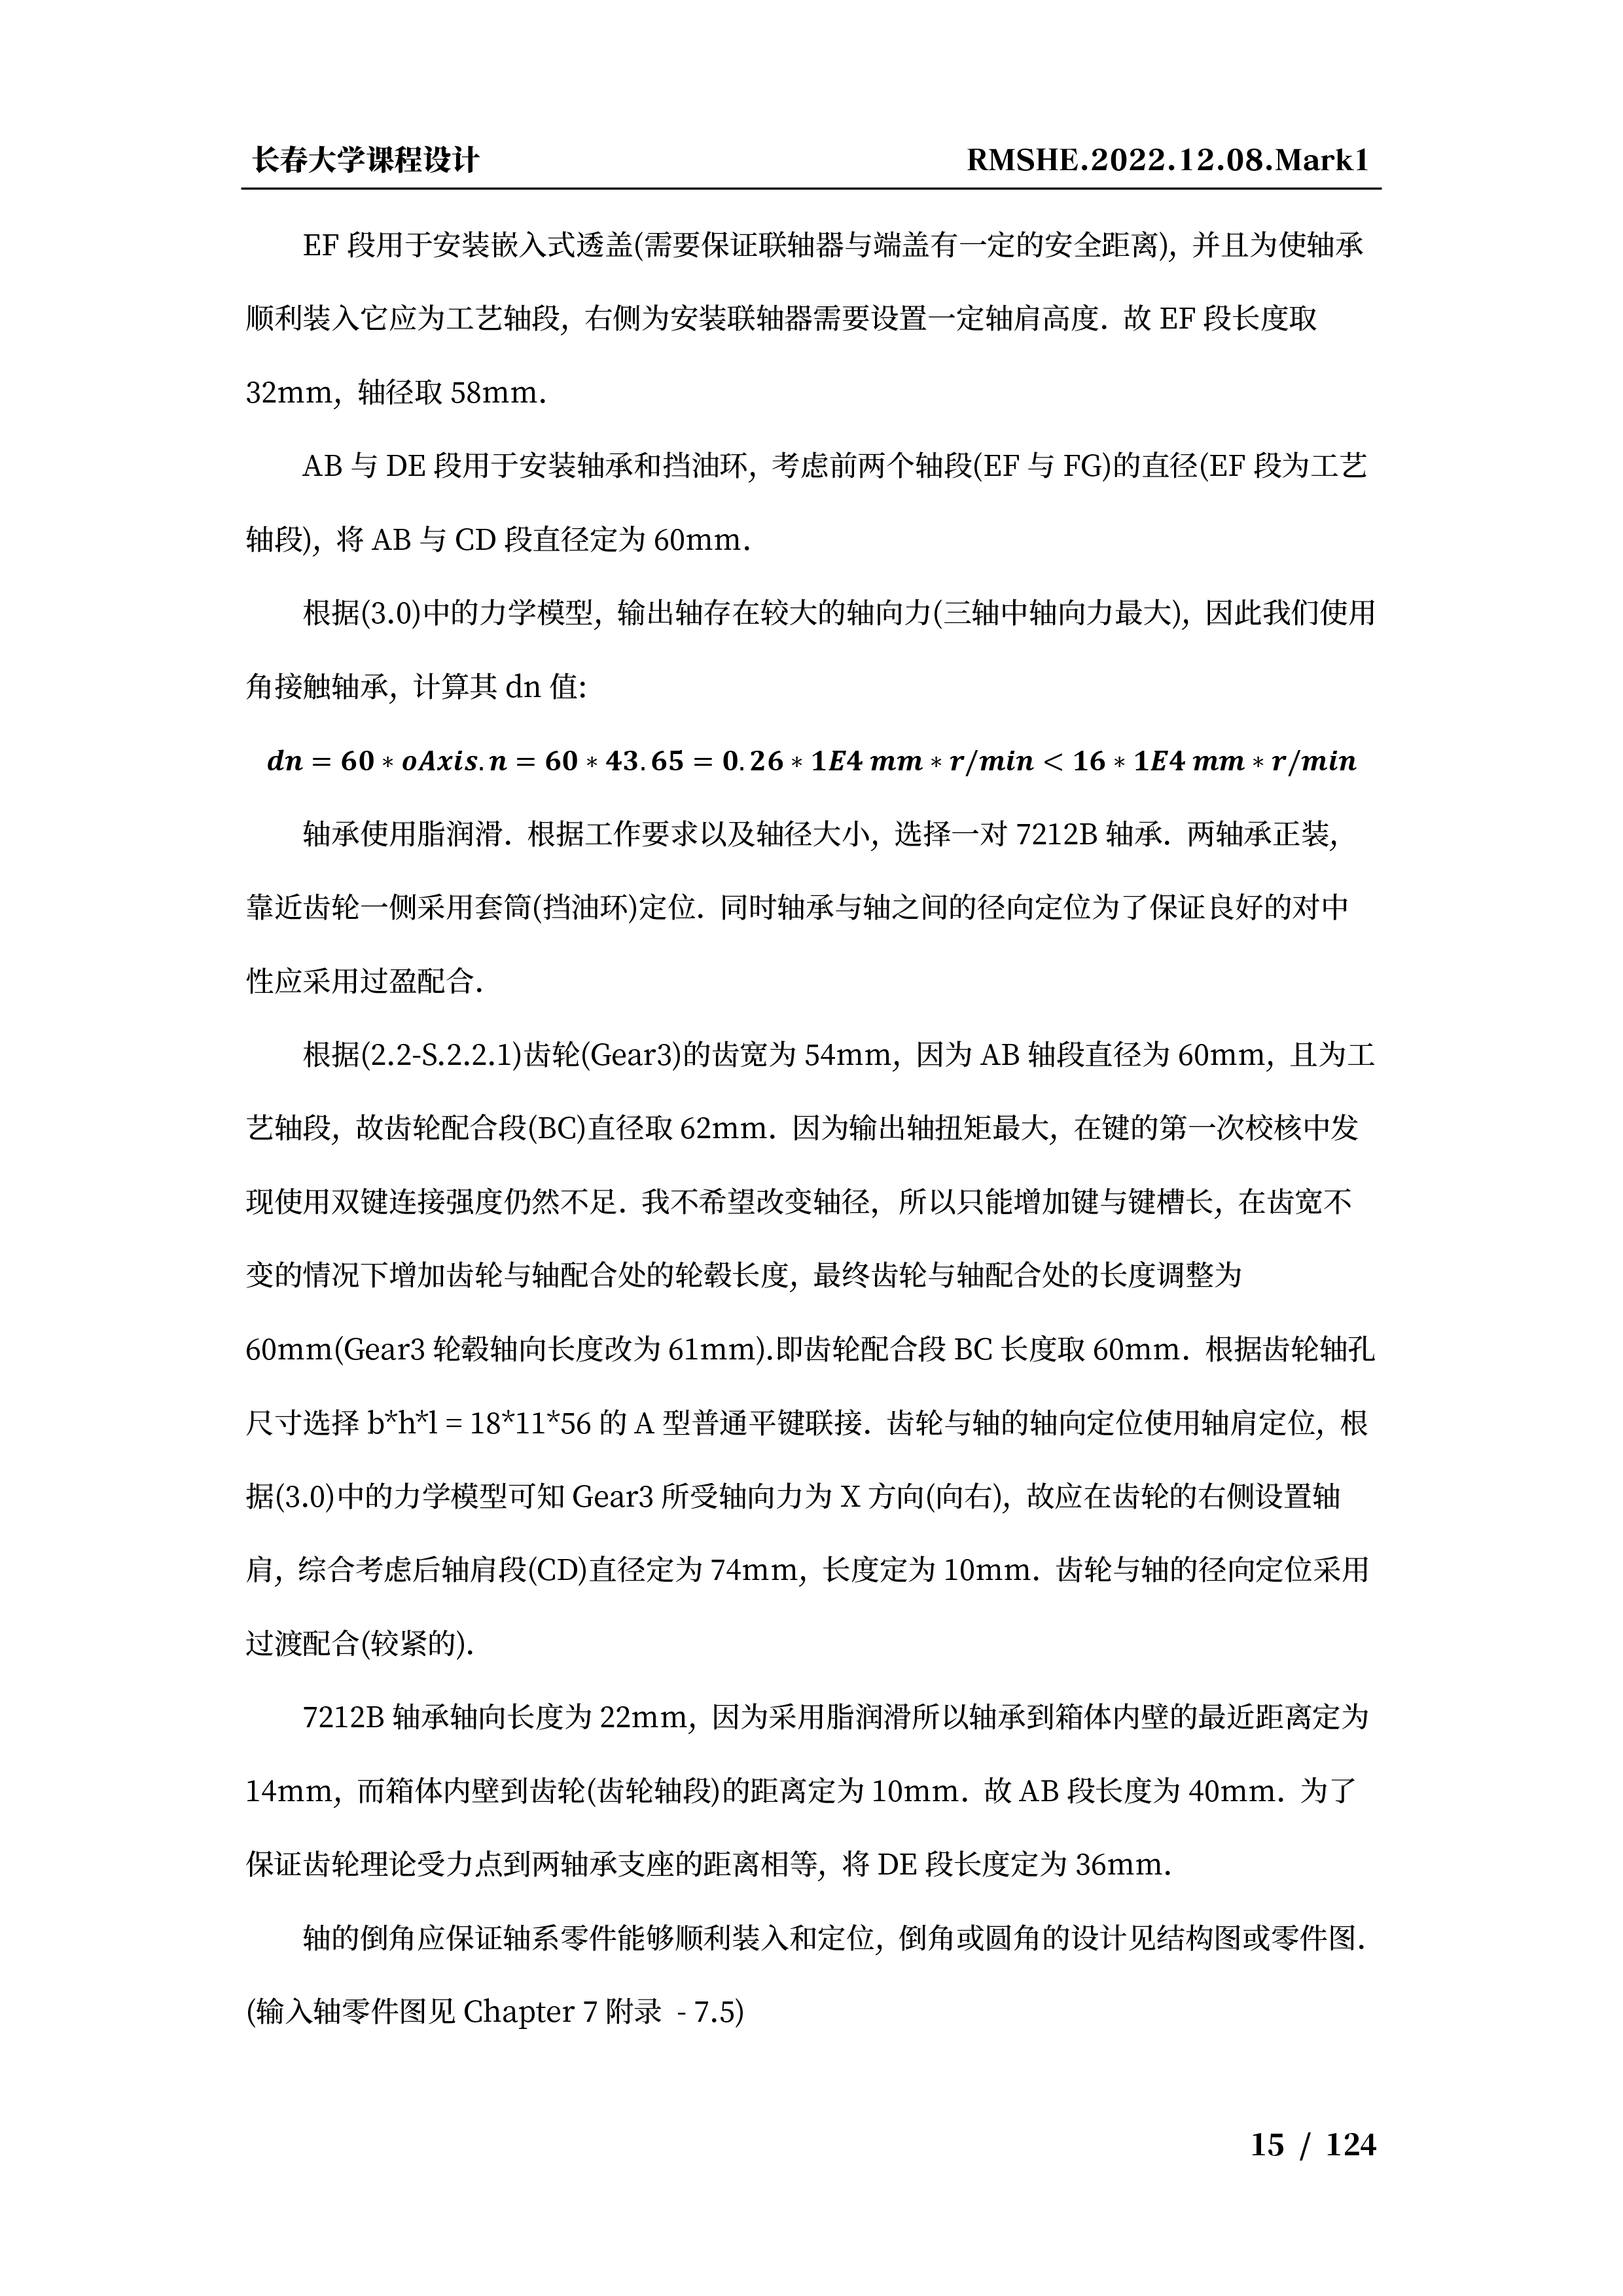 长春大学课程设计 RMSHE.2022.12.08.Mark1
EF 段用于安装嵌入式透盖(需要保证联轴器与端盖有一定的安全距离)，并且为使轴承
顺利装入它应为工艺轴段，右侧为安装联轴器需要设置一定轴肩高度．故 EF 段长度取
32mm，轴径取 58mm．
AB 与 DE 段用于安装轴承和挡油环，考虑前两个轴段(EF 与 FG)的直径(EF 段为工艺
轴段)，将 AB 与 CD 段直径定为 60mm．
根据(3.0)中的力学模型，输出轴存在较大的轴向力(三轴中轴向力最大)，因此我们使用
角接触轴承，计算其 dn 值:
dn = 60 * oAxis.n = 60 * 43.65 = 0.26 * 1E4 mm * r/min < 16 * 1E4 mm * r/min
轴承使用脂润滑．根据工作要求以及轴径大小，选择一对 7212B 轴承．两轴承正装，
靠近齿轮一侧采用套筒(挡油环)定位．同时轴承与轴之间的径向定位为了保证良好的对中
性应采用过盈配合．
根据(2.2-S.2.2.1)齿轮(Gear3)的齿宽为 54mm，因为 AB 轴段直径为 60mm，且为工
艺轴段，故齿轮配合段(BC)直径取 62mm．因为输出轴扭矩最大，在键的第一次校核中发
现使用双键连接强度仍然不足．我不希望改变轴径，所以只能增加键与键槽长，在齿宽不
变的情况下增加齿轮与轴配合处的轮毂长度，最终齿轮与轴配合处的长度调整为
60mm(Gear3 轮毂轴向长度改为 61mm).即齿轮配合段 BC 长度取 60mm．根据齿轮轴孔
尺寸选择 b*h*l = 18*11*56 的 A 型普通平键联接．齿轮与轴的轴向定位使用轴肩定位，根
据(3.0)中的力学模型可知 Gear3 所受轴向力为 X 方向(向右)，故应在齿轮的右侧设置轴
肩，综合考虑后轴肩段(CD)直径定为 74mm，长度定为 10mm．齿轮与轴的径向定位采用
过渡配合(较紧的).
7212B 轴承轴向长度为 22mm，因为采用脂润滑所以轴承到箱体内壁的最近距离定为
14mm，而箱体内壁到齿轮(齿轮轴段)的距离定为 10mm．故 AB 段长度为 40mm．为了
保证齿轮理论受力点到两轴承支座的距离相等，将 DE 段长度定为 36mm．
轴的倒角应保证轴系零件能够顺利装入和定位，倒角或圆角的设计见结构图或零件图．
(输入轴零件图见 Chapter 7 附录 - 7.5)
15 / 124